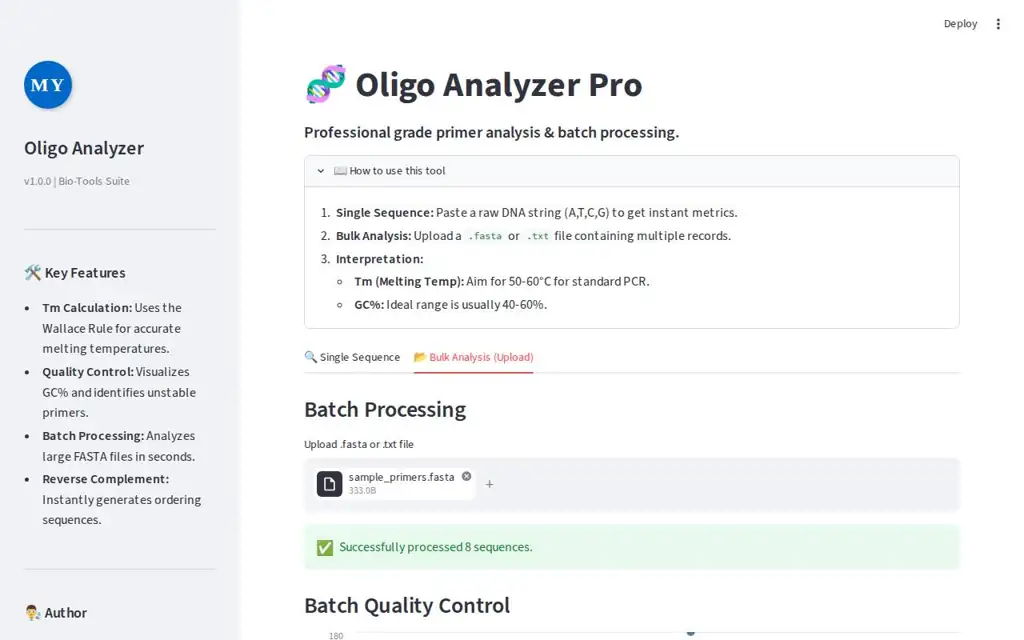 Deploy
MY
Oligo Analyzer
v1.0.0 | Bio-Tools Suite
🛠️ Key Features
• Tm Calculation: Uses the
Wallace Rule for accurate
melting temperatures.
• Quality Control: Visualizes
GC% and identifies unstable
primers.
• Batch Processing: Analyzes
large FASTA files in seconds.
• Reverse Complement:
Instantly generates ordering
sequences.
👨‍🔬 Author
🧬 Oligo Analyzer Pro
Professional grade primer analysis & batch processing.
📖 How to use this tool
1. Single Sequence: Paste a raw DNA string (A,T,C,G) to get instant metrics.
2. Bulk Analysis: Upload a .fasta or .txt file containing multiple records.
3. Interpretation:
◦ Tm (Melting Temp): Aim for 50-60°C for standard PCR.
◦ GC%: Ideal range is usually 40-60%.
🔍 Single Sequence
📂 Bulk Analysis (Upload)
Batch Processing
Upload .fasta or .txt file
sample_primers.fasta
333.0B
+
✅ Successfully processed 8 sequences.
Batch Quality Control
180